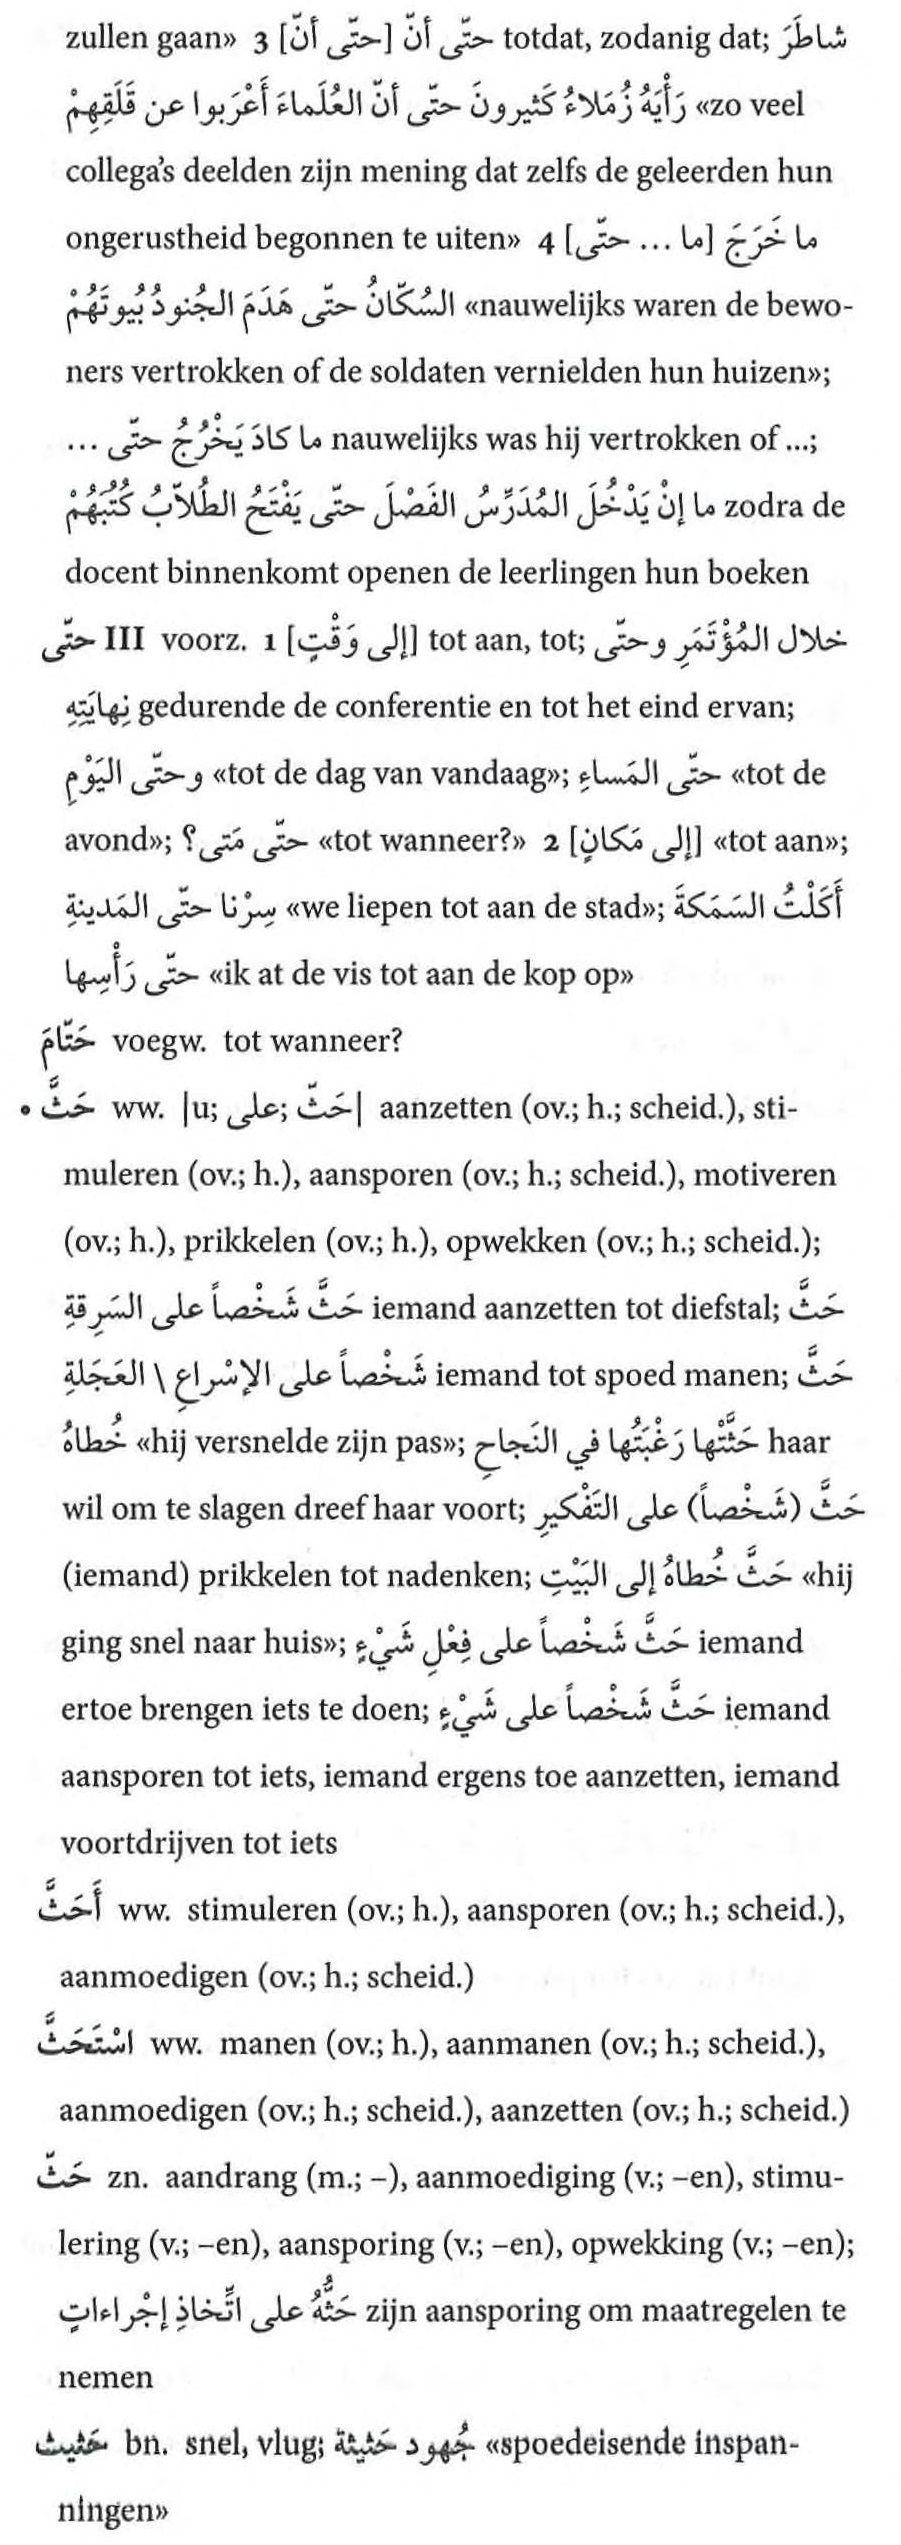 zullen gaan» 3 [حتّى أنّ] حتّى أنّ totdat, zodanig dat; شاطَرَ
رَأْيَهُ زُمَلاءُ كَثيرونَ حتّى أنّ العُلَماءَ أَعْرَبوا عن قَلَقِهِمْ «zo veel
collega's deelden zijn mening dat zelfs de geleerden hun
ongerustheid begonnen te uiten» 4 [ما ... حتّى] ما خَرَجَ
السُكّانُ حتّى هَدَمَ الجُنودُ بُيوتَهُمْ «nauwelijks waren de bewo-
ners vertrokken of de soldaten vernielden hun huizen»;
ما كادَ يَخْرُجُ حتّى ... nauwelijks was hij vertrokken of ...;
ما إنْ يَدْخُلَ المُدَرِّسُ الفَصْلَ حتّى يَفْتَحُ الطُلّابُ كُتُبَهُمْ zodra de
docent binnenkomt openen de leerlingen hun boeken
حتّى III voorz. 1 [إلى وَقْتٍ] tot aan, tot; خلال المُؤْتَمَرِ وحتّى
نِهايَتِهِ gedurende de conferentie en tot het eind ervan;
وحتّى اليَوْمِ «tot de dag van vandaag»; حتّى المَساءِ «tot de
avond»; حتّى مَتى؟ «tot wanneer?» 2 [إلى مَكانٍ] «tot aan»;
سِرْنا حتّى المَدينةِ «we liepen tot aan de stad»; أَكَلْتُ السَمَكةَ
حتّى رَأْسِها «ik at de vis tot aan de kop op»
حَتّامَ voegw. tot wanneer?
• حَثَّ ww. |u; حَثّ; على| aanzetten (ov.; h.; scheid.), sti-
muleren (ov.; h.), aansporen (ov.; h.; scheid.), motiveren
(ov.; h.), prikkelen (ov.; h.), opwekken (ov.; h.; scheid.);
حَثَّ شَخْصاً على السَرِقةِ iemand aanzetten tot diefstal; حَثَّ
شَخْصاً على الإسْراعِ \ العَجَلةِ iemand tot spoed manen; حَثَّ
خُطاهُ «hij versnelde zijn pas»; حَثَّتْها رَغْبَتُها في النَجاحِ haar
wil om te slagen dreef haar voort; حَثَّ (شَخْصاً) على التَفْكيرِ
(iemand) prikkelen tot nadenken; حَثَّ خُطاهُ إلى البَيْتِ «hij
ging snel naar huis»; حَثَّ شَخْصاً على فِعْلِ شَيْءٍ iemand
ertoe brengen iets te doen; حَثَّ شَخْصاً على شَيْءٍ iemand
aansporen tot iets, iemand ergens toe aanzetten, iemand
voortdrijven tot iets
أَحَثَّ ww. stimuleren (ov.; h.), aansporen (ov.; h.; scheid.),
aanmoedigen (ov.; h.; scheid.)
اسْتَحَثَّ ww. manen (ov.; h.), aanmanen (ov.; h.; scheid.),
aanmoedigen (ov.; h.; scheid.), aanzetten (ov.; h.; scheid.)
حَثّ zn. aandrang (m.; –), aanmoediging (v.; –en), stimu-
lering (v.; –en), aansporing (v.; –en), opwekking (v.; –en);
حَثُّهُ على اتِّخاذِ إجْراءاتٍ zijn aansporing om maatregelen te
nemen
حَثيث bn. snel, vlug; جُهود حَثيثة «spoedeisende inspan-
ningen»